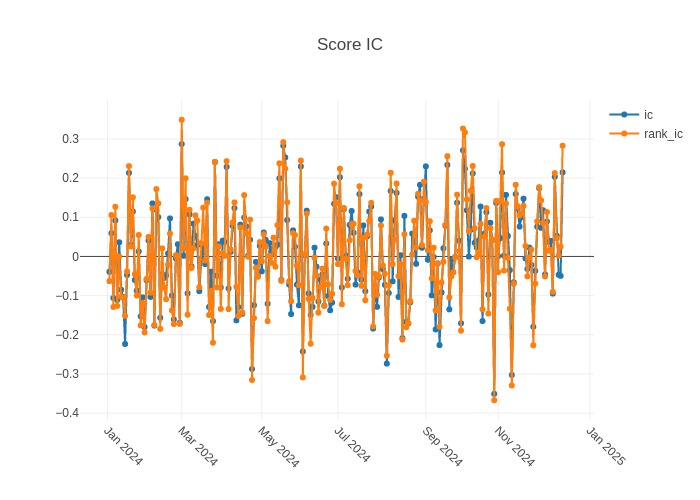 Score IC
ic
rank_ic
0.3
0.2
0.1
0
−0.1
−0.2
−0.3
−0.4
Jan 2024
Mar 2024
May 2024
Jul 2024
Sep 2024
Nov 2024
Jan 2025